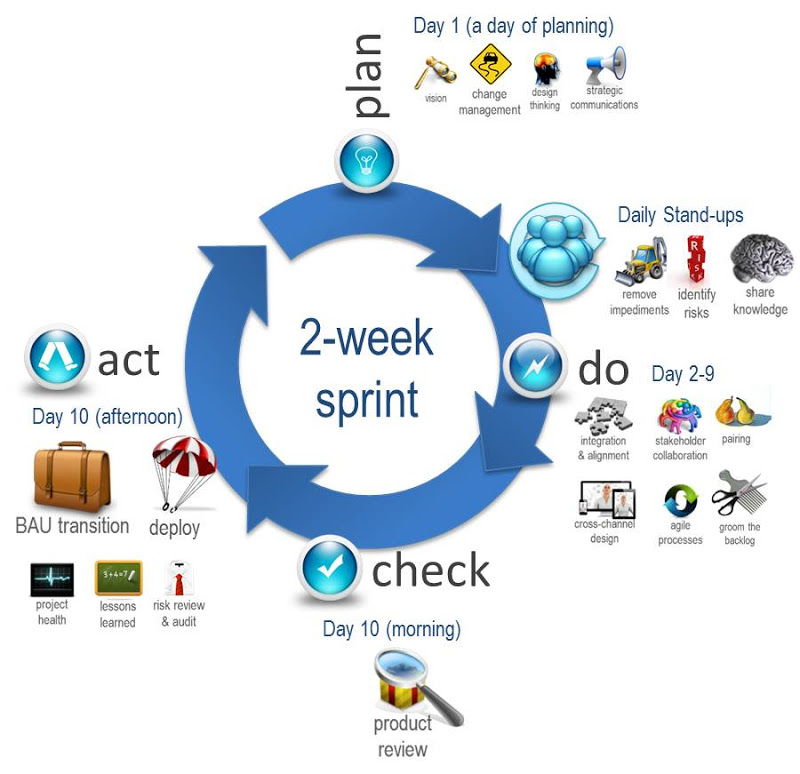 plan
Day 1 (a day of planning)
vision
change
management
design
thinking
strategic
communications
Daily Stand-ups
RISK
remove
impediments
identify
risks
share
knowledge
2-week
sprint
do
Day 2-9
integration
& alignment
stakeholder
collaboration
pairing
cross-channel
design
agile
processes
groom the
backlog
check
Day 10 (morning)
product
review
act
Day 10 (afternoon)
BAU transition
deploy
3+4=7
project
health
lessons
learned
risk review
& audit